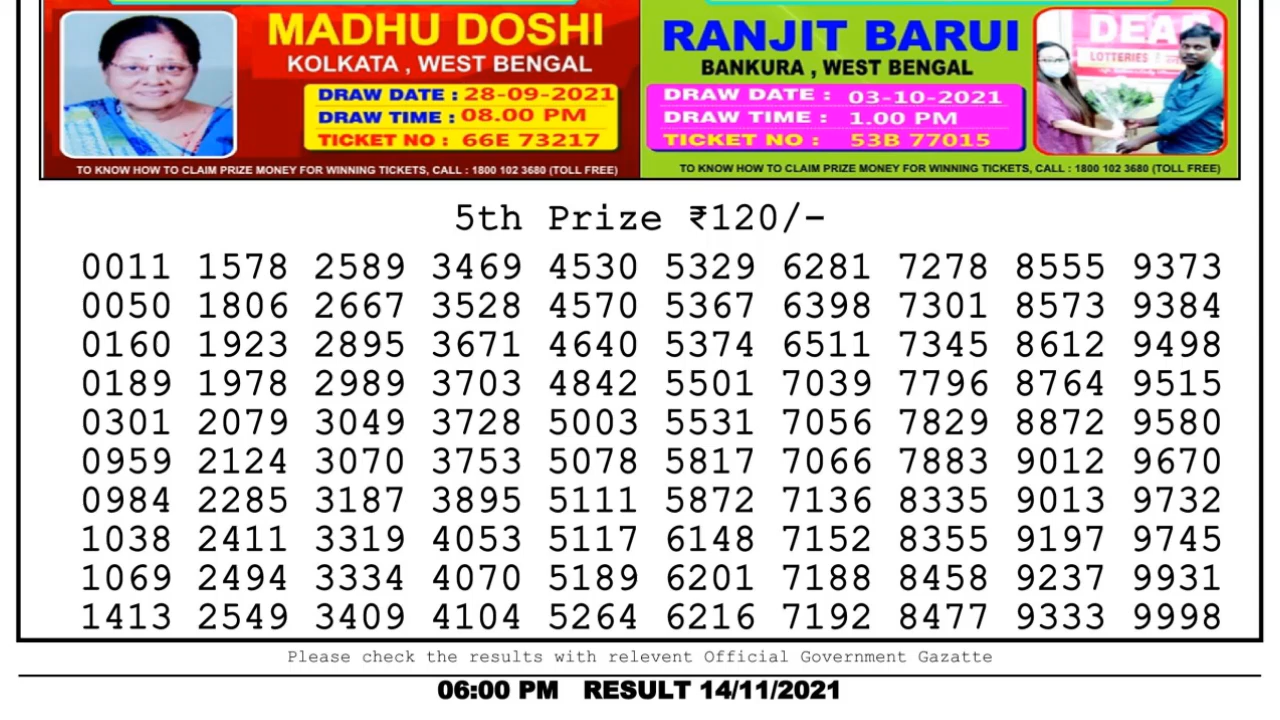 MADHU DOSHI
KOLKATA , WEST BENGAL
DRAW DATE : 28-09-2021
DRAW TIME : 08.00 PM
TICKET NO : 66E 73217
TO KNOW HOW TO CLAIM PRIZE MONEY FOR WINNING TICKETS, CALL : 1800 102 3680 (TOLL FREE)
RANJIT BARUI
BANKURA , WEST BENGAL
DRAW DATE : 03-10-2021
DRAW TIME : 1.00 PM
TICKET NO : 53B 77015
DEAR
LOTTERIES
TO KNOW HOW TO CLAIM PRIZE MONEY FOR WINNING TICKETS, CALL : 1800 102 3680 (TOLL FREE)
5th Prize ₹120/-
0011 1578 2589 3469 4530 5329 6281 7278 8555 9373
0050 1806 2667 3528 4570 5367 6398 7301 8573 9384
0160 1923 2895 3671 4640 5374 6511 7345 8612 9498
0189 1978 2989 3703 4842 5501 7039 7796 8764 9515
0301 2079 3049 3728 5003 5531 7056 7829 8872 9580
0959 2124 3070 3753 5078 5817 7066 7883 9012 9670
0984 2285 3187 3895 5111 5872 7136 8335 9013 9732
1038 2411 3319 4053 5117 6148 7152 8355 9197 9745
1069 2494 3334 4070 5189 6201 7188 8458 9237 9931
1413 2549 3409 4104 5264 6216 7192 8477 9333 9998
Please check the results with relevent Official Government Gazatte
06:00 PM RESULT 14/11/2021